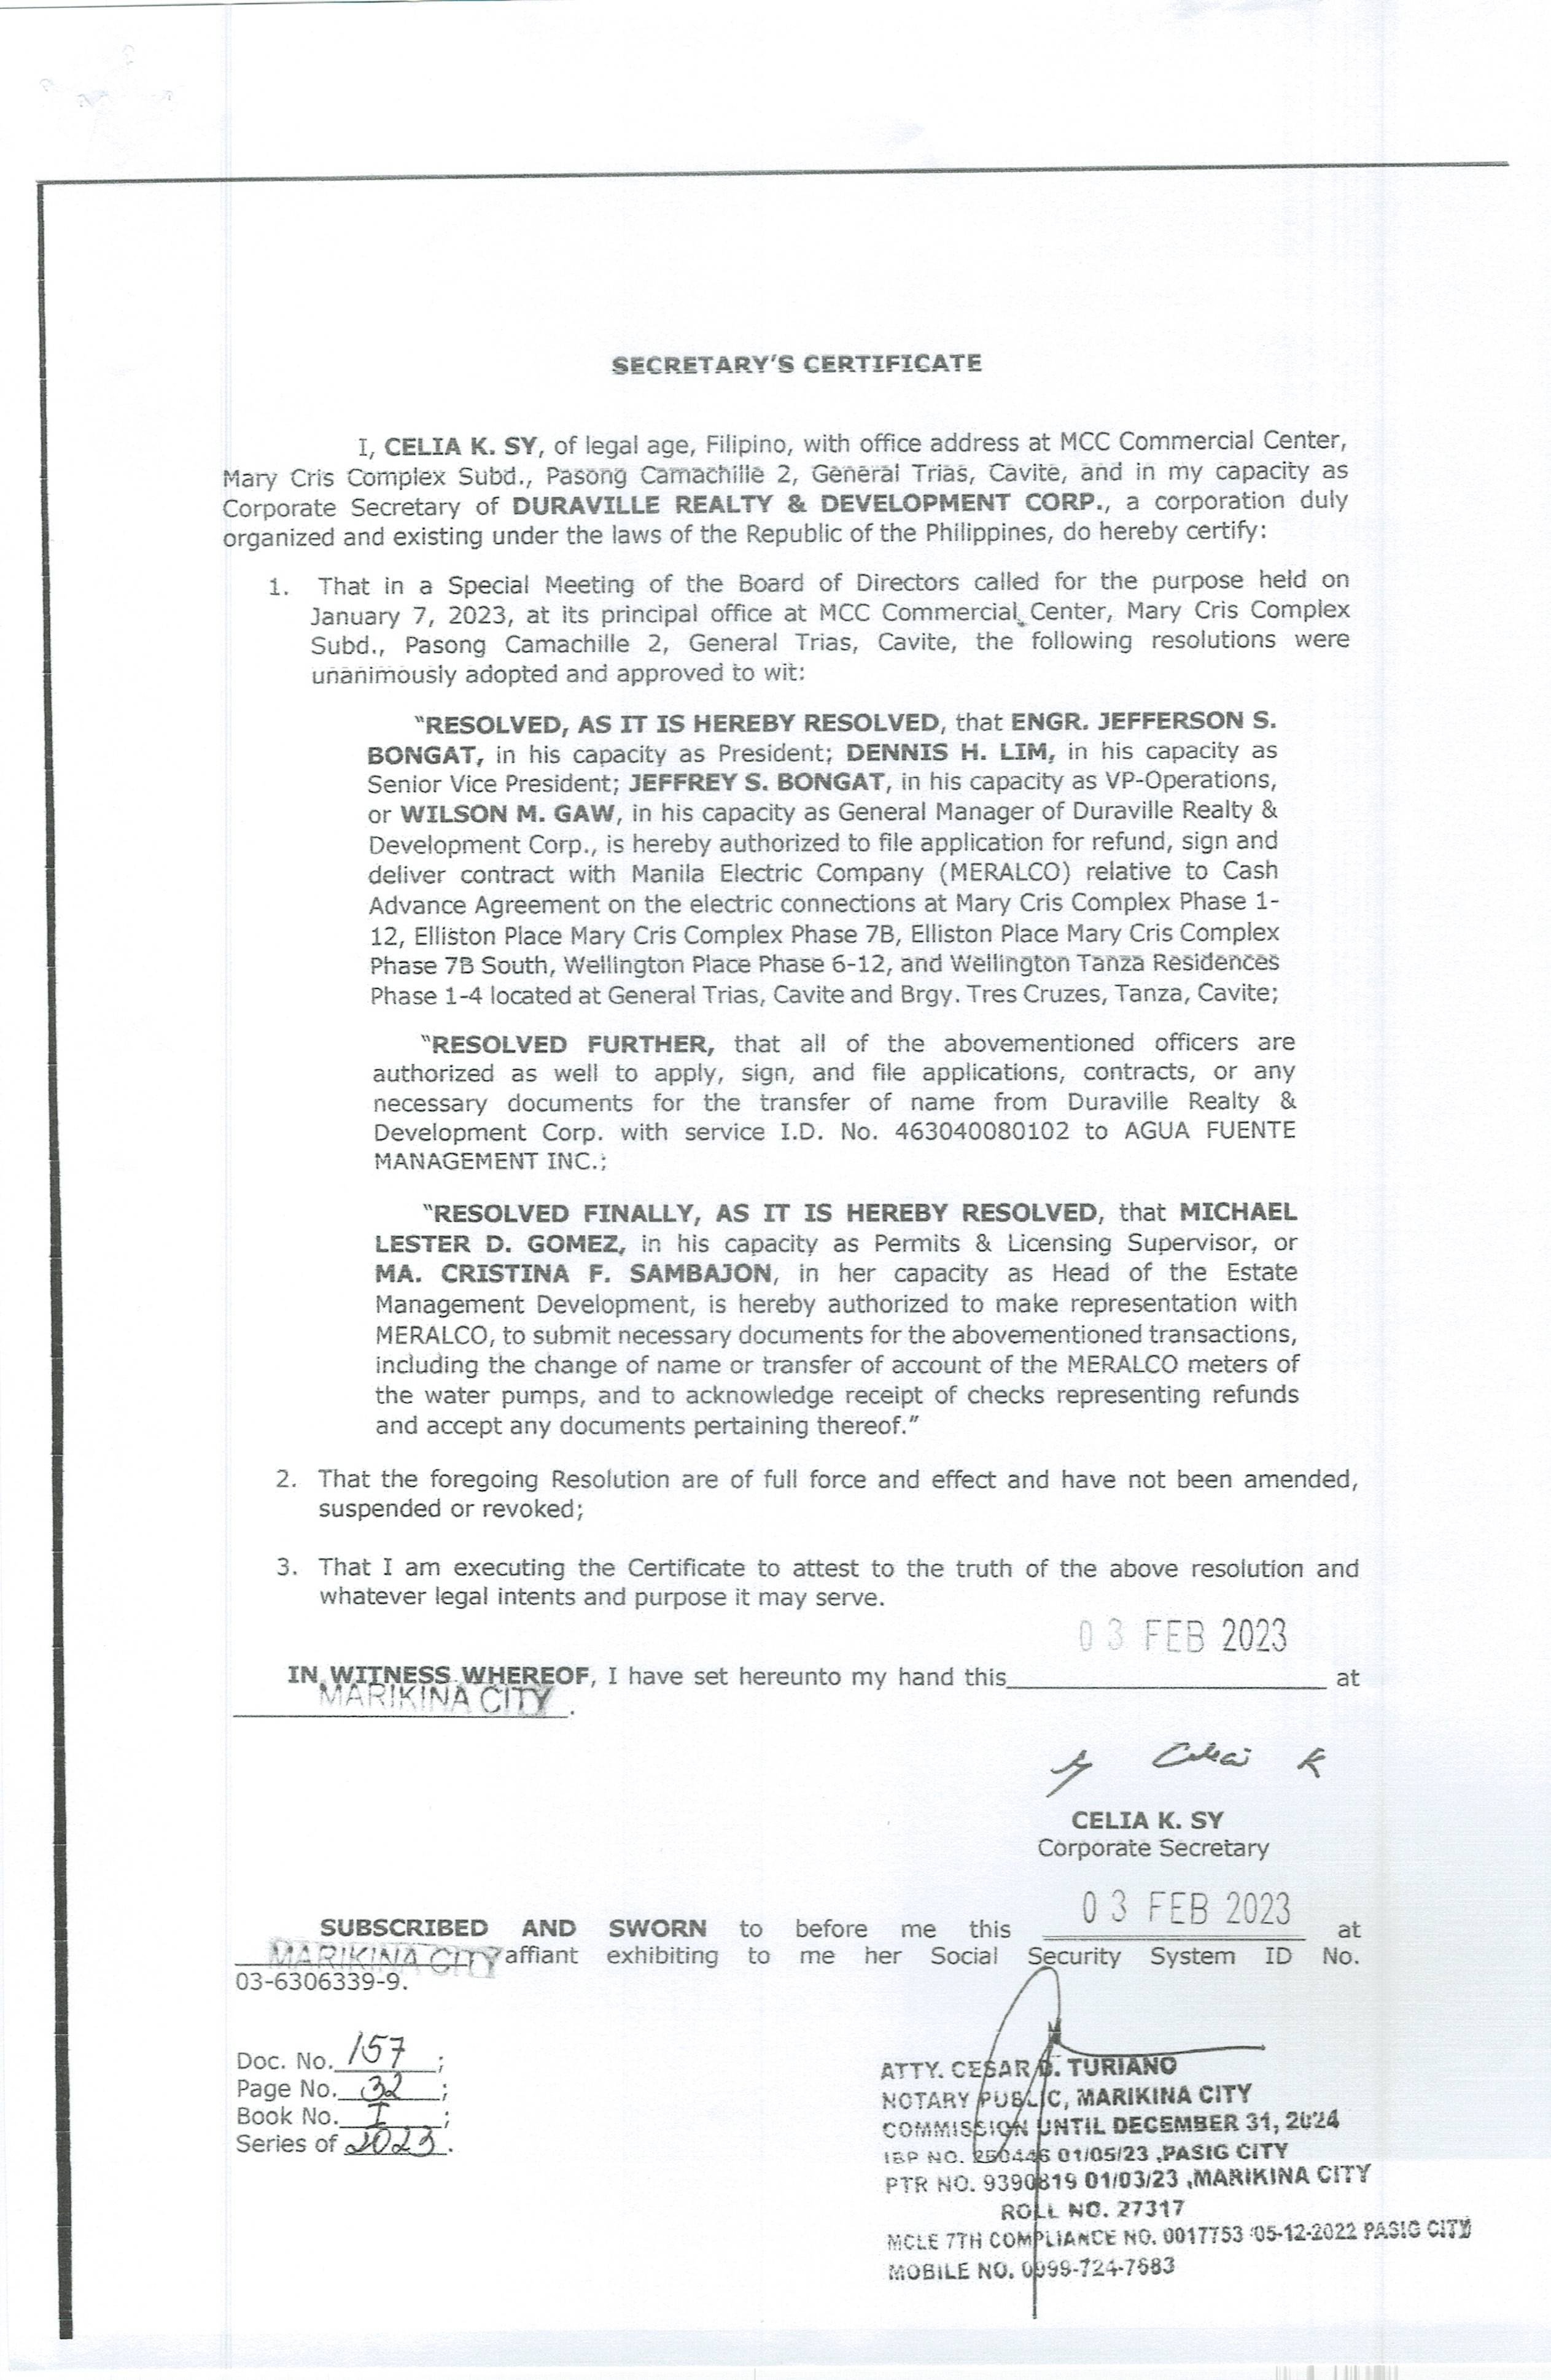 SECRETARY'S CERTIFICATE
I, CELIA K. SY, of legal age, Filipino, with office address at MCC Commercial Center,
Mary Cris Complex Subd., Pasong Camachille 2, General Trias, Cavite, and in my capacity as
Corporate Secretary of DURAVILLE REALTY & DEVELOPMENT CORP., a corporation duly
organized and existing under the laws of the Republic of the Philippines, do hereby certify:
1. That in a Special Meeting of the Board of Directors called for the purpose held on
January 7, 2023, at its principal office at MCC Commercial Center, Mary Cris Complex
Subd., Pasong Camachille 2, General Trias, Cavite, the following resolutions were
unanimously adopted and approved to wit:
"RESOLVED, AS IT IS HEREBY RESOLVED, that ENGR. JEFFERSON S.
BONGAT, in his capacity as President; DENNIS H. LIM, in his capacity as
Senior Vice President; JEFFREY S. BONGAT, in his capacity as VP-Operations,
or WILSON M. GAW, in his capacity as General Manager of Duraville Realty &
Development Corp., is hereby authorized to file application for refund, sign and
deliver contract with Manila Electric Company (MERALCO) relative to Cash
Advance Agreement on the electric connections at Mary Cris Complex Phase 1-
12, Elliston Place Mary Cris Complex Phase 7B, Elliston Place Mary Cris Complex
Phase 7B South, Wellington Place Phase 6-12, and Wellington Tanza Residences
Phase 1-4 located at General Trias, Cavite and Brgy. Tres Cruzes, Tanza, Cavite;
"RESOLVED FURTHER, that all of the abovementioned officers are
authorized as well to apply, sign, and file applications, contracts, or any
necessary documents for the transfer of name from Duraville Realty &
Development Corp. with service I.D. No. 463040080102 to AGUA FUENTE
MANAGEMENT INC.;
"RESOLVED FINALLY, AS IT IS HEREBY RESOLVED, that MICHAEL
LESTER D. GOMEZ, in his capacity as Permits & Licensing Supervisor, or
MA. CRISTINA F. SAMBAJON, in her capacity as Head of the Estate
Management Development, is hereby authorized to make representation with
MERALCO, to submit necessary documents for the abovementioned transactions,
including the change of name or transfer of account of the MERALCO meters of
the water pumps, and to acknowledge receipt of checks representing refunds
and accept any documents pertaining thereof."
2. That the foregoing Resolution are of full force and effect and have not been amended,
suspended or revoked;
3. That I am executing the Certificate to attest to the truth of the above resolution and
whatever legal intents and purpose it may serve.
03 FEB 2023
IN WITNESS WHEREOF, I have set hereunto my hand this at
MARIKINA CITY.
Sy Celia K
CELIA K. SY
Corporate Secretary
03 FEB 2023
SUBSCRIBED AND SWORN to before me this at
MARIKINA CITY affiant exhibiting to me her Social Security System ID No.
03-6306339-9.
Doc. No. 157;
Page No. 32;
Book No. I;
Series of 2023.
ATTY. CESAR D. TURIANO
NOTARY PUBLIC, MARIKINA CITY
COMMISSION UNTIL DECEMBER 31, 2024
IBP NO. 250446 01/05/23 ,PASIG CITY
PTR NO. 9390819 01/03/23 ,MARIKINA CITY
ROLL NO. 27317
MCLE 7TH COMPLIANCE NO. 0017753 05-12-2022 PASIG CITY
MOBILE NO. 0999-724-7683